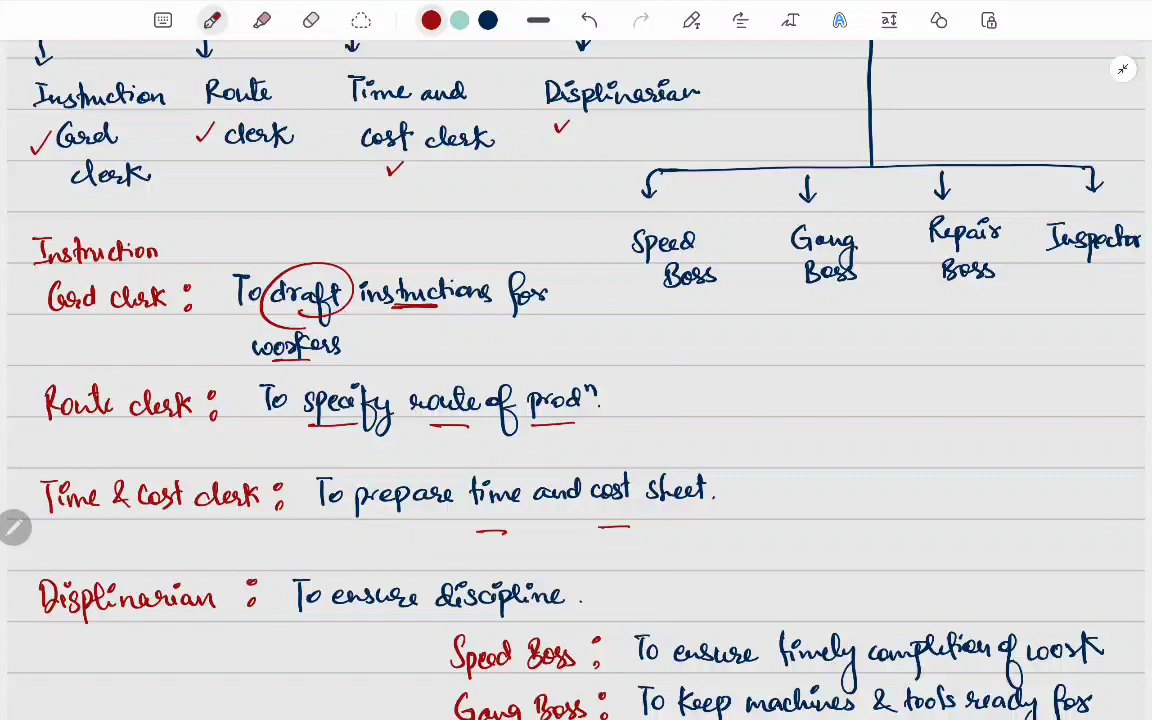 Instruction Route Time and Displinarian
Card clerk cost clerk
clerk
Speed Gang Repair Inspector
Boss Boss Boss
Instruction
Card clerk : To draft instructions for
workers
Route clerk : To specify route of prodⁿ.
Time & Cost clerk : To prepare time and cost sheet.
Displinarian : To ensure discipline.
Speed Boss : To ensure timely completion of work
Gang Boss : To keep machines & tools ready for